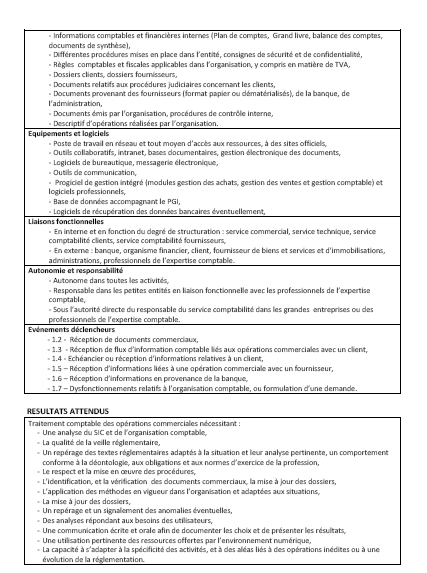 - Informations comptables et financières internes (Plan de comptes, Grand livre, balance des comptes,
documents de synthèse),
- Différentes procédures mises en place dans l'entité, consignes de sécurité et de confidentialité,
- Règles comptables et fiscales applicables dans l'organisation, y compris en matière de TVA,
- Dossiers clients, dossiers fournisseurs,
- Documents relatifs aux procédures judiciaires concernant les clients,
- Documents provenant des fournisseurs (format papier ou dématérialisés), de la banque, de
l'administration,
- Documents émis par l'organisation, procédures de contrôle interne,
- Descriptif d'opérations réalisées par l'organisation.
Equipements et logiciels
- Poste de travail en réseau et tout moyen d'accès aux ressources, à des sites officiels,
- Outils collaboratifs, intranet, bases documentaires, gestion électronique des documents,
- Logiciels de bureautique, messagerie électronique,
- Outils de communication,
- Progiciel de gestion intégré (modules gestion des achats, gestion des ventes et gestion comptable) et
logiciels professionnels,
- Base de données accompagnant le PGI,
- Logiciels de récupération des données bancaires éventuellement,
Liaisons fonctionnelles
- En interne et en fonction du degré de structuration : service commercial, service technique, service
comptabilité clients, service comptabilité fournisseurs,
- En externe : banque, organisme financier, client, fournisseur de biens et services et d'immobilisations,
administrations, professionnels de l'expertise comptable.
Autonomie et responsabilité
- Autonome dans toutes les activités,
- Responsable dans les petites entités en liaison fonctionnelle avec les professionnels de l'expertise
comptable,
- Sous l'autorité directe du responsable du service comptabilité dans les grandes entreprises ou des
professionnels de l'expertise comptable.
Evénements déclencheurs
- 1.2 - Réception de documents commerciaux,
- 1.3 - Réception de flux d'information comptable liés aux opérations commerciales avec un client,
- 1.4 - Echéancier ou réception d'informations relatives à un client,
- 1.5 – Réception d'informations liées à une opération commerciale avec un fournisseur,
- 1.6 – Réception d'informations en provenance de la banque,
- 1.7 – Dysfonctionnements relatifs à l'organisation comptable, ou formulation d'une demande.
RESULTATS ATTENDUS
Traitement comptable des opérations commerciales nécessitant :
- Une analyse du SIC et de l'organisation comptable,
- La qualité de la veille réglementaire,
- Un repérage des textes réglementaires adaptés à la situation et leur analyse pertinente, un comportement
conforme à la déontologie, aux obligations et aux normes d'exercice de la profession,
- Le respect et la mise en œuvre des procédures,
- L'identification, et la vérification des documents commerciaux, la mise à jour des dossiers,
- L'application des méthodes en vigueur dans l'organisation et adaptées aux situations,
- La mise à jour des dossiers,
- Un repérage et un signalement des anomalies éventuelles,
- Des analyses répondant aux besoins des utilisateurs,
- Une communication écrite et orale afin de documenter les choix et de présenter les résultats,
- Une utilisation pertinente des ressources offertes par l'environnement numérique,
- La capacité à s'adapter à la spécificité des activités, et à des aléas liés à des opérations inédites ou à une
évolution de la réglementation.